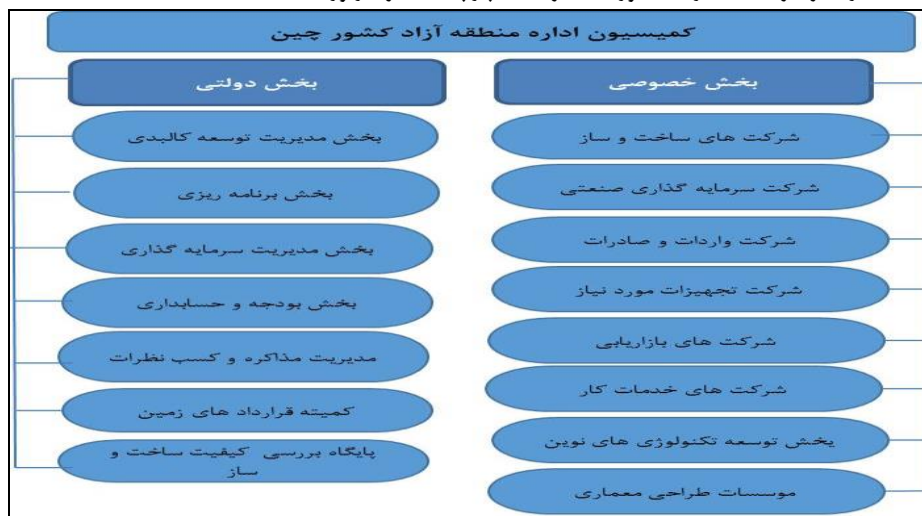 کمیسیون اداره منطقه آزاد کشور چین
بخش خصوصی
شرکت های ساخت و ساز
شرکت سرمایه گذاری صنعتی
شرکت واردات و صادرات
شرکت تجهیزات مورد نیاز
شرکت های بازاریابی
شرکت های خدمات کار
بخش توسعه تکنولوژی های نوین
موسسات طراحی معماری
بخش دولتی
بخش مدیریت توسعه کالبدی
بخش برنامه ریزی
بخش مدیریت سرمایه گذاری
بخش بودجه و حسابداری
مدیریت مذاکره و کسب نظرات
کمیته قرارداد های زمین
پایگاه بررسی کیفیت ساخت و
ساز